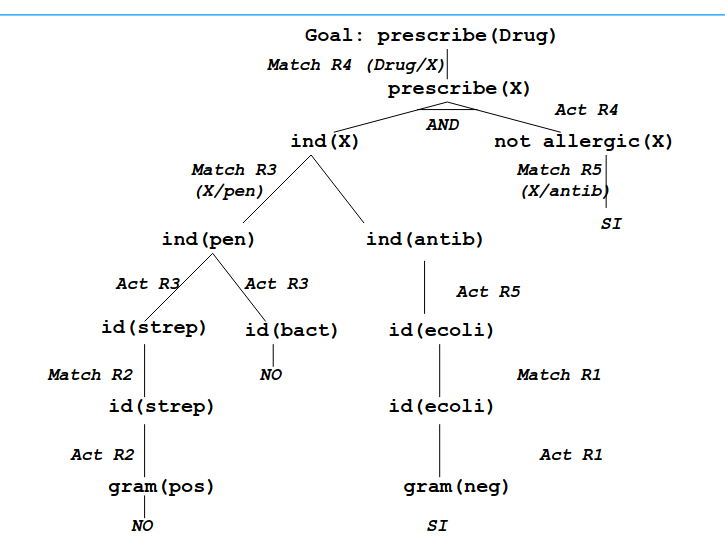 Goal: prescribe(Drug)
Match R4 (Drug/X)
prescribe(X)
Act R4
AND
ind(X)
not allergic(X)
Match R3
(X/pen)
Match R5
(X/antib)
SI
ind(pen)
ind(antib)
Act R3
Act R3
Act R5
id(strep)
id(bact)
id(ecoli)
Match R2
NO
Match R1
id(strep)
id(ecoli)
Act R2
Act R1
gram(pos)
gram(neg)
NO
SI